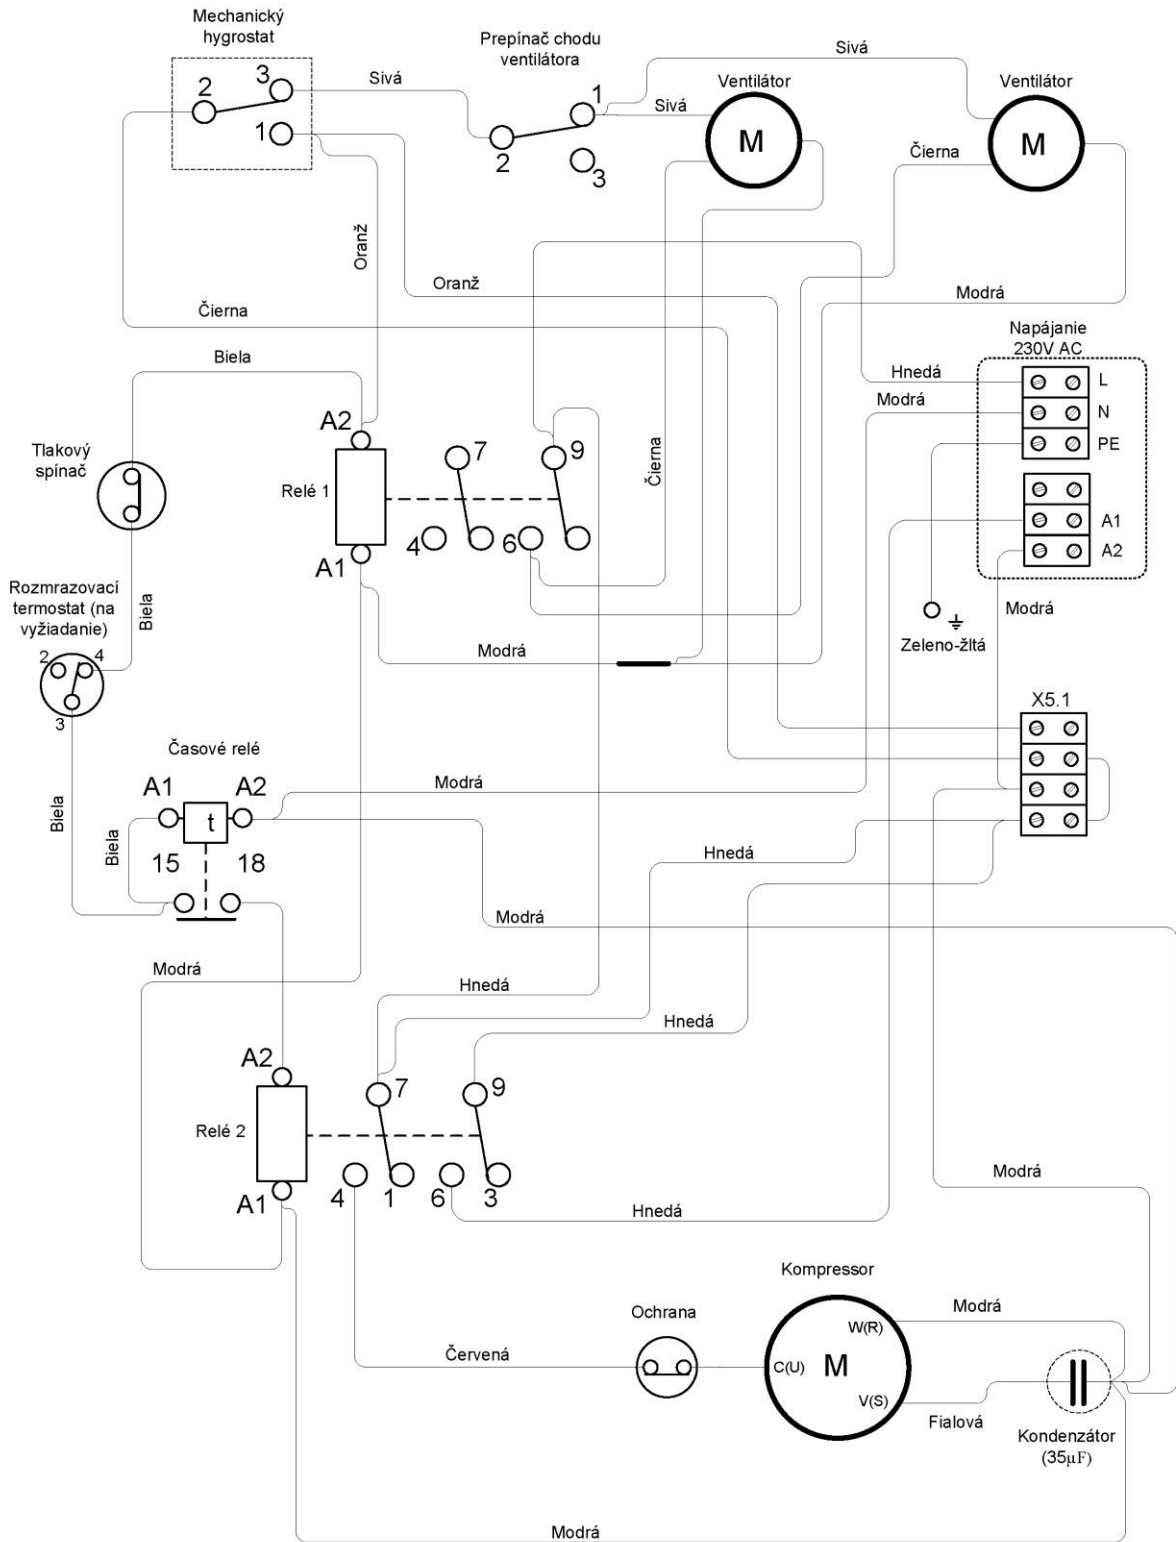 Mechanický
hygrostat
Prepínač chodu
ventilátora
Sivá
3
2
Sivá
1
Ventilátor
Ventilátor
Sivá
M
M
1
2
3
Čierna
Oranž
Oranž
Modrá
Čierna
Napájanie
230V AC
Biela
Hnedá
L
Modrá
N
A2
7
9
Čierna
PE
Tlakový
spínač
Relé 1
4
6
A1
A1
A2
Rozmrazovací
termostat (na
vyžiadanie)
Biela
Modrá
2
4
Modrá
Zeleno-žltá
3
X5.1
Časové relé
A1
A2
Modrá
t
Biela
Biela
15
18
Hnedá
Modrá
Modrá
Hnedá
Hnedá
A2
7
9
Relé 2
4
1
6
3
Modrá
A1
Hnedá
Kompressor
Ochrana
W(R)
Modrá
Červená
C(U)
M
V(S)
Fialová
Kondenzátor
(35µF)
Modrá